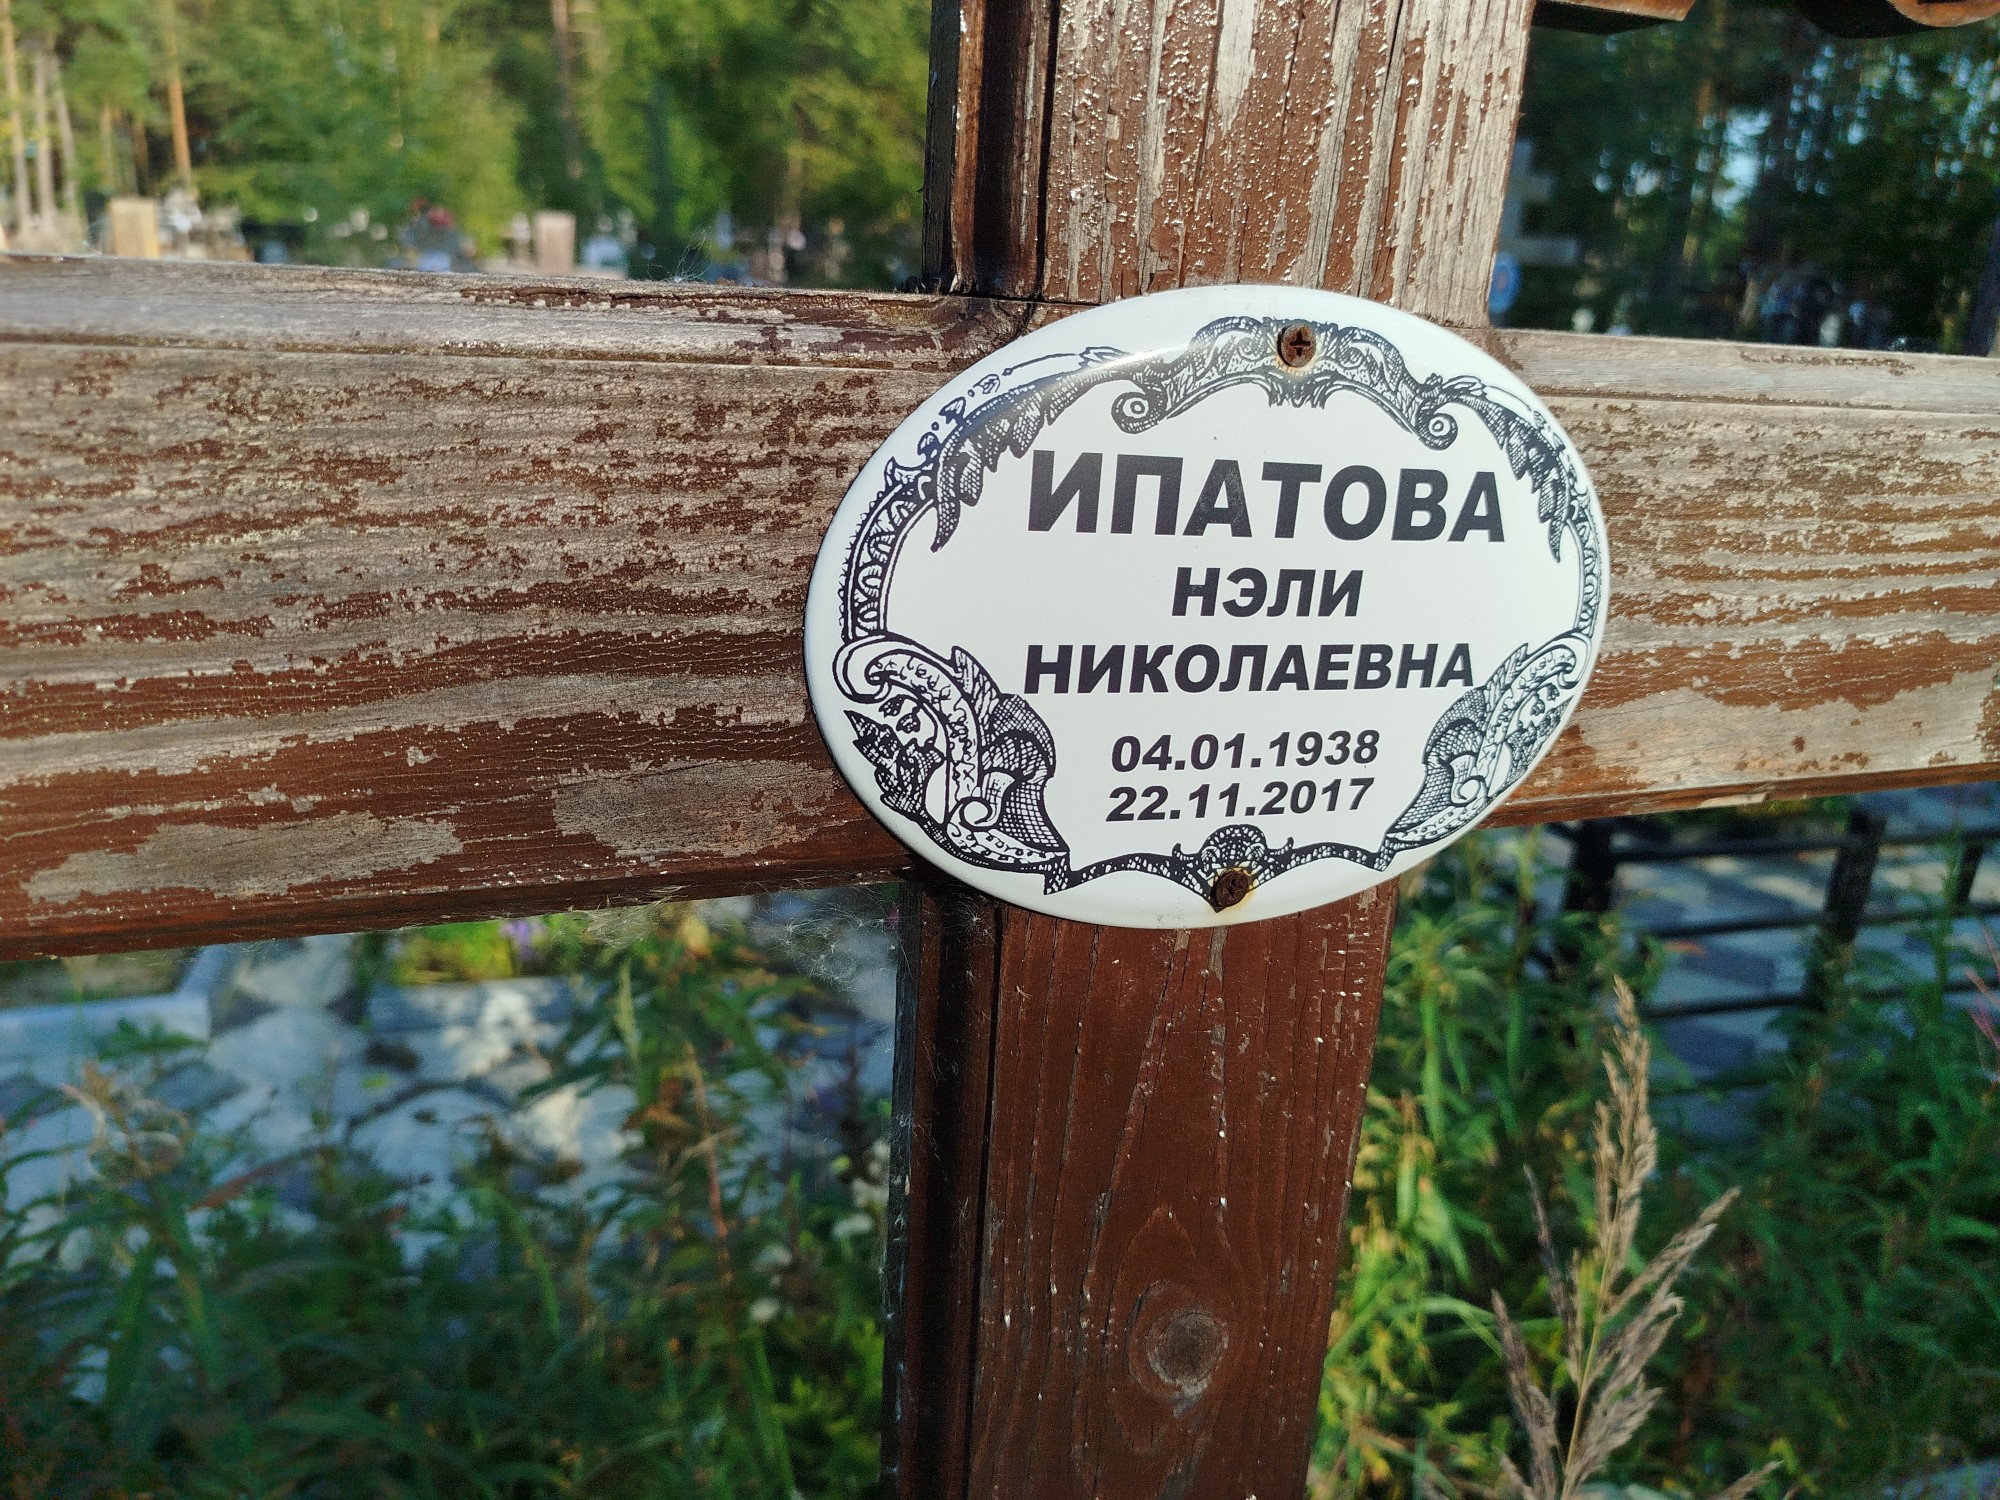 ИПАТОВА
НЭЛИ
НИКОЛАЕВНА
04.01.1938
22.11.2017